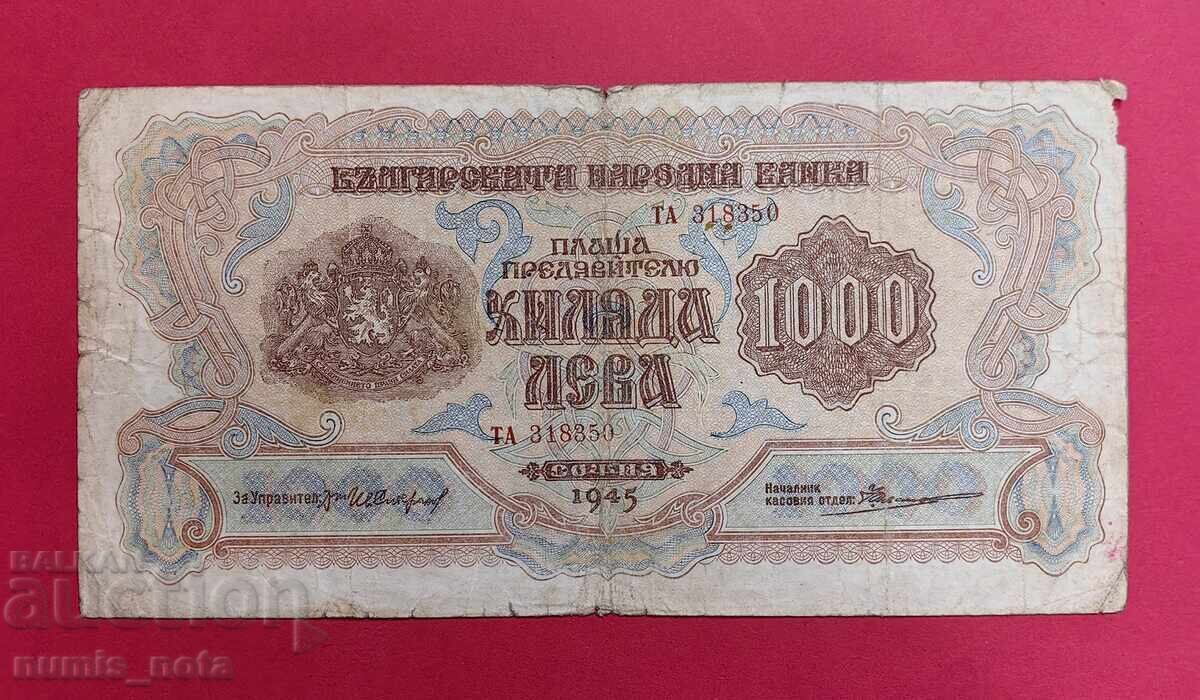 БЪЛГАРСКАТА НАРОДНА БАНКА
ТА 318350
ПЛАЩА
ПРЕДЯВИТЕЛЮ
ХИЛЯДА
ЛЕВА
1000
ТА 318350
СОФИЯ
1945
За Управител:
Началник
касовия отдел:
BALKAN
auction
numis_nota